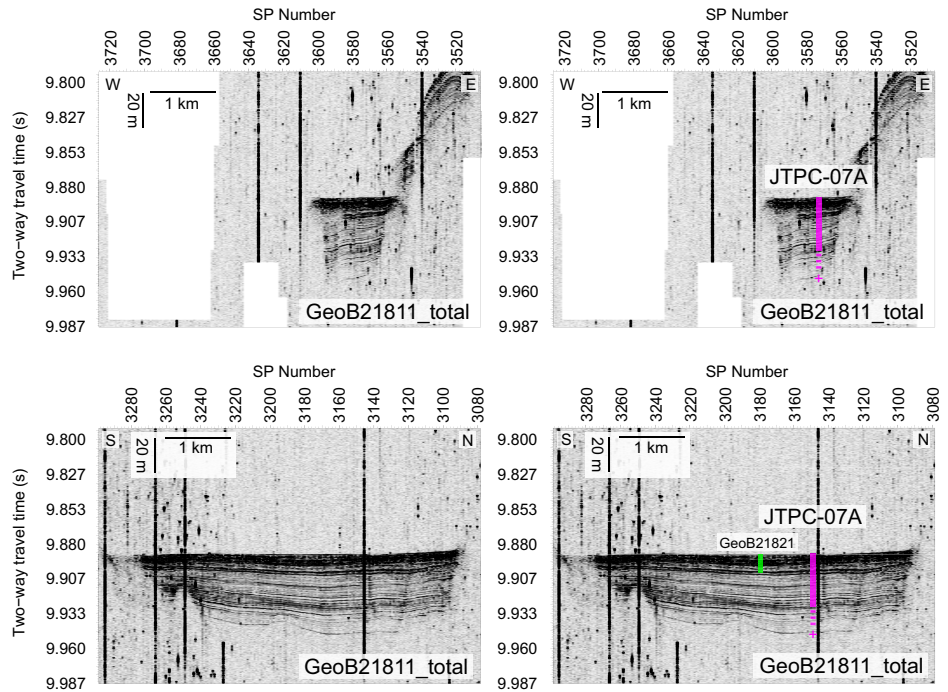 SP Number
3720 3700 3680 3660 3640 3620 3600 3580 3560 3540 3520
Two−way travel time (s)
9.800
9.827
9.853
9.880
9.907
9.933
9.960
9.987
W
E
20 m
1 km
GeoB21811_total
SP Number
3720 3700 3680 3660 3640 3620 3600 3580 3560 3540 3520
9.800
9.827
9.853
9.880
9.907
9.933
9.960
9.987
W
E
20 m
1 km
JTPC-07A
GeoB21811_total
SP Number
3280 3260 3240 3220 3200 3180 3160 3140 3120 3100 3080
Two−way travel time (s)
9.800
9.827
9.853
9.880
9.907
9.933
9.960
9.987
S
N
20 m
1 km
GeoB21811_total
SP Number
3280 3260 3240 3220 3200 3180 3160 3140 3120 3100 3080
9.800
9.827
9.853
9.880
9.907
9.933
9.960
9.987
S
N
20 m
1 km
JTPC-07A
GeoB21821
GeoB21811_total